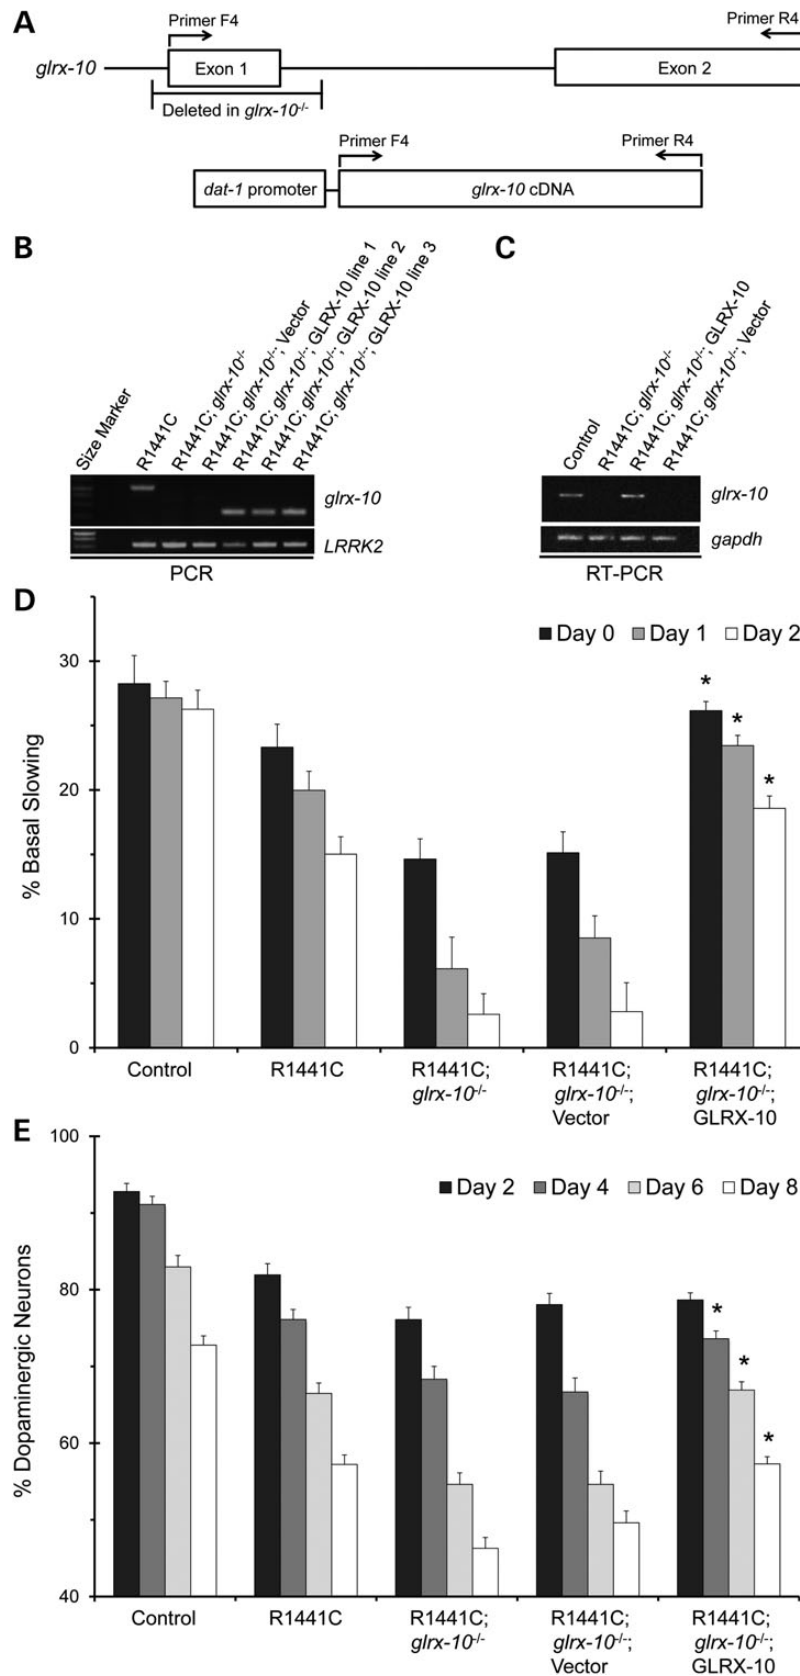 A
Primer F4
Primer R4
glrx-10
Exon 1
Exon 2
Deleted in glrx-10-/-
Primer F4
Primer R4
dat-1 promoter
glrx-10 cDNA
B
Size Marker
R1441C
R1441C; glrx-10-/-
R1441C; glrx-10-/-; Vector
R1441C; glrx-10-/-; GLRX-10 line 1
R1441C; glrx-10-/-; GLRX-10 line 2
R1441C; glrx-10-/-; GLRX-10 line 3
glrx-10
LRRK2
PCR
C
Control
R1441C; glrx-10-/-
R1441C; glrx-10-/-; GLRX-10
R1441C; glrx-10-/-; Vector
glrx-10
gapdh
RT-PCR
D
Day 0 Day 1 Day 2
% Basal Slowing
30
20
10
0
* * *
Control
R1441C
R1441C;
glrx-10-/-
R1441C;
glrx-10-/-;
Vector
R1441C;
glrx-10-/-;
GLRX-10
E
Day 2 Day 4 Day 6 Day 8
% Dopaminergic Neurons
100
80
60
40
* * *
Control
R1441C
R1441C;
glrx-10-/-
R1441C;
glrx-10-/-;
Vector
R1441C;
glrx-10-/-;
GLRX-10